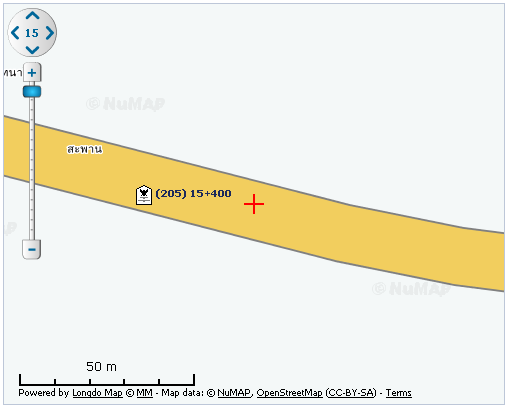 15
ทนา
© NuMAP
สะพาน
(205) 15+400
© NuMAP
50 m
Powered by Longdo Map © MM - Map data: © NuMAP, OpenStreetMap (CC-BY-SA) - Terms